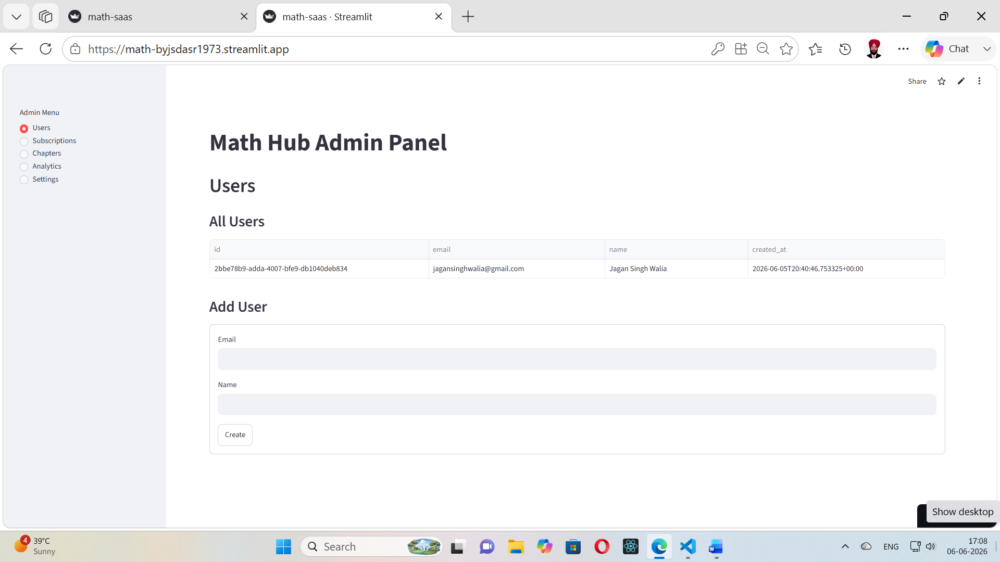 math-saas
math-saas · Streamlit
https://math-byjsdasr1973.streamlit.app
Chat
Share
Admin Menu
Users
Subscriptions
Chapters
Analytics
Settings
Math Hub Admin Panel
Users
All Users
id email name created_at
2bbe78b9-adda-4007-bfe9-db1040deb834 jagansinghwalia@gmail.com Jagan Singh Walia 2026-06-05T20:40:46.753325+00:00
Add User
Email
Name
Create
Show desktop
4
39°C
Sunny
Search
W
ENG
17:08
06-06-2026